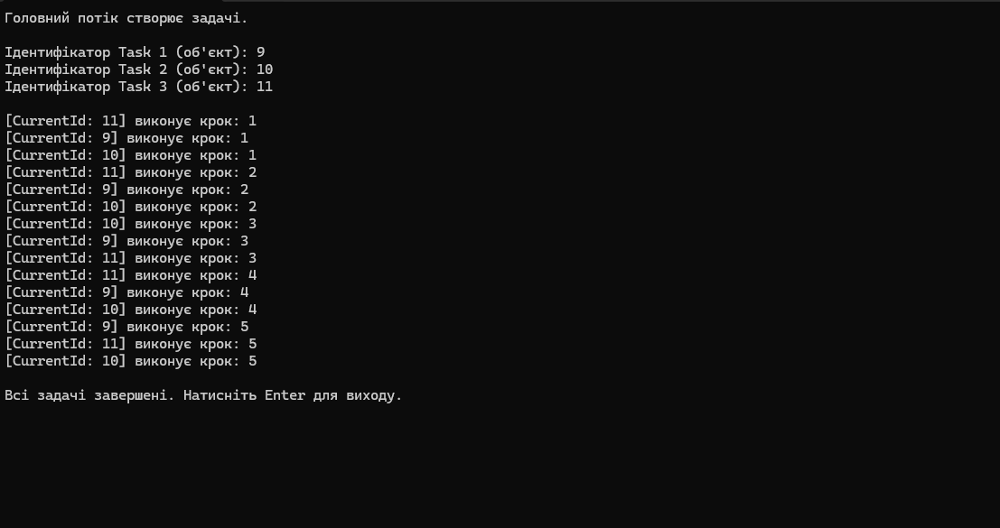 Головний потік створює задачі.
Ідентифікатор Task 1 (об'єкт): 9
Ідентифікатор Task 2 (об'єкт): 10
Ідентифікатор Task 3 (об'єкт): 11
[CurrentId: 11] виконує крок: 1
[CurrentId: 9] виконує крок: 1
[CurrentId: 10] виконує крок: 1
[CurrentId: 11] виконує крок: 2
[CurrentId: 9] виконує крок: 2
[CurrentId: 10] виконує крок: 2
[CurrentId: 10] виконує крок: 3
[CurrentId: 9] виконує крок: 3
[CurrentId: 11] виконує крок: 3
[CurrentId: 11] виконує крок: 4
[CurrentId: 9] виконує крок: 4
[CurrentId: 10] виконує крок: 4
[CurrentId: 9] виконує крок: 5
[CurrentId: 11] виконує крок: 5
[CurrentId: 10] виконує крок: 5
Всі задачі завершені. Натисніть Enter для виходу.